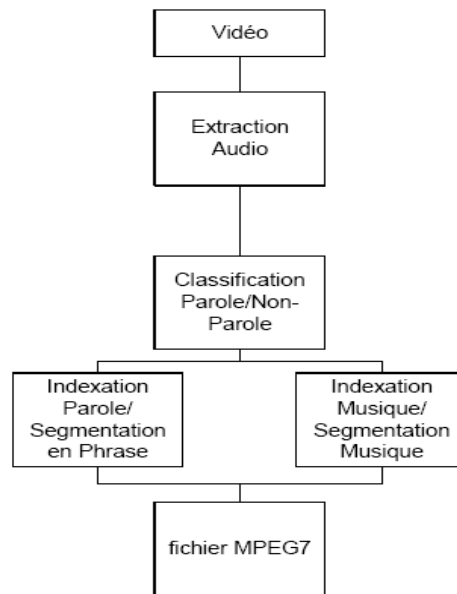 Vidéo
Extraction
Audio
Classification
Parole/Non-
Parole
Indexation
Parole/
Segmentation
en Phrase
Indexation
Musique/
Segmentation
Musique
fichier MPEG7